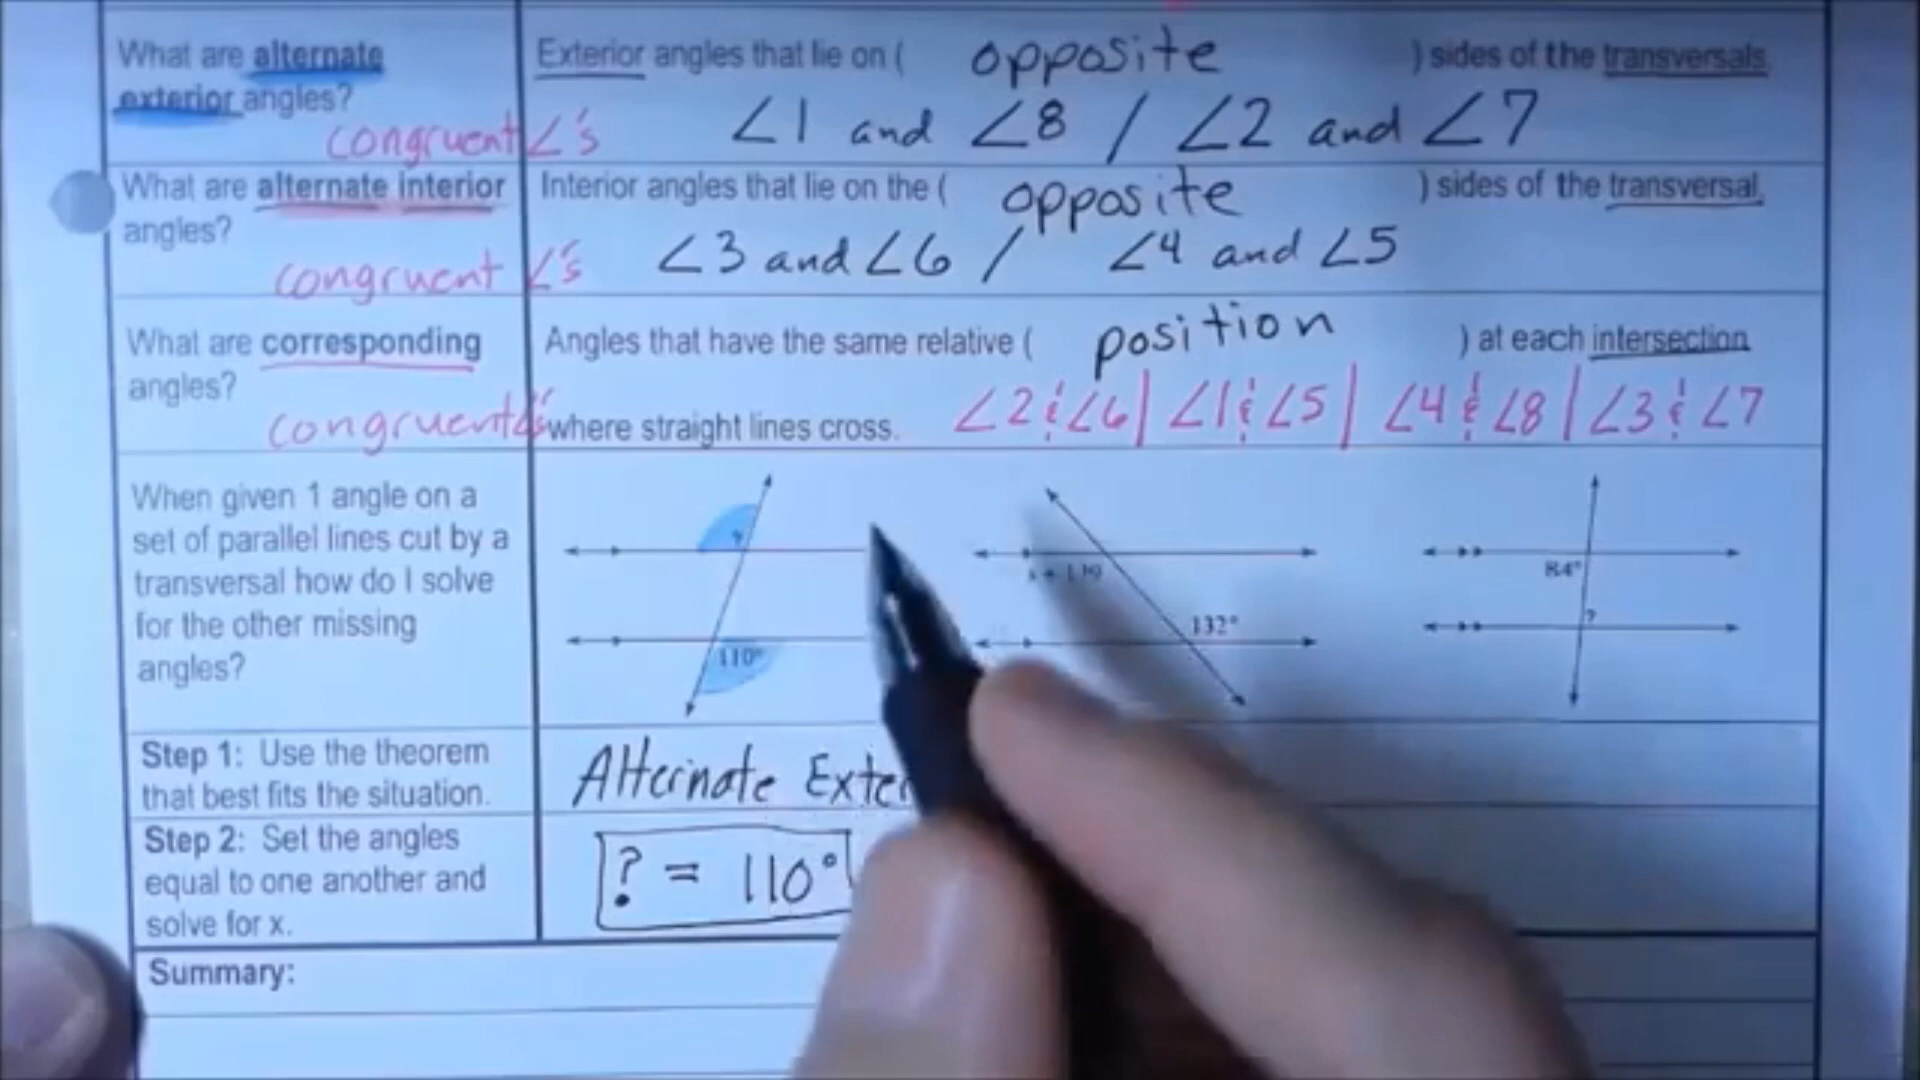 What are alternate
exterior angles?
congruent ∠'s
Exterior angles that lie on ( opposite ) sides of the transversals.
∠1 and ∠8 / ∠2 and ∠7
What are alternate interior
angles?
congruent ∠'s
Interior angles that lie on the ( opposite ) sides of the transversal.
∠3 and ∠6 / ∠4 and ∠5
What are corresponding
angles?
congruent ∠'s
Angles that have the same relative ( position ) at each intersection
where straight lines cross. ∠2 & ∠6 | ∠1 & ∠5 | ∠4 & ∠8 | ∠3 & ∠7
When given 1 angle on a
set of parallel lines cut by a
transversal how do I solve
for the other missing
angles?
?
110°
132°
84°
?
Step 1: Use the theorem
that best fits the situation.
Alternate
Step 2: Set the angles
equal to one another and
solve for x.
? = 110°
Summary: